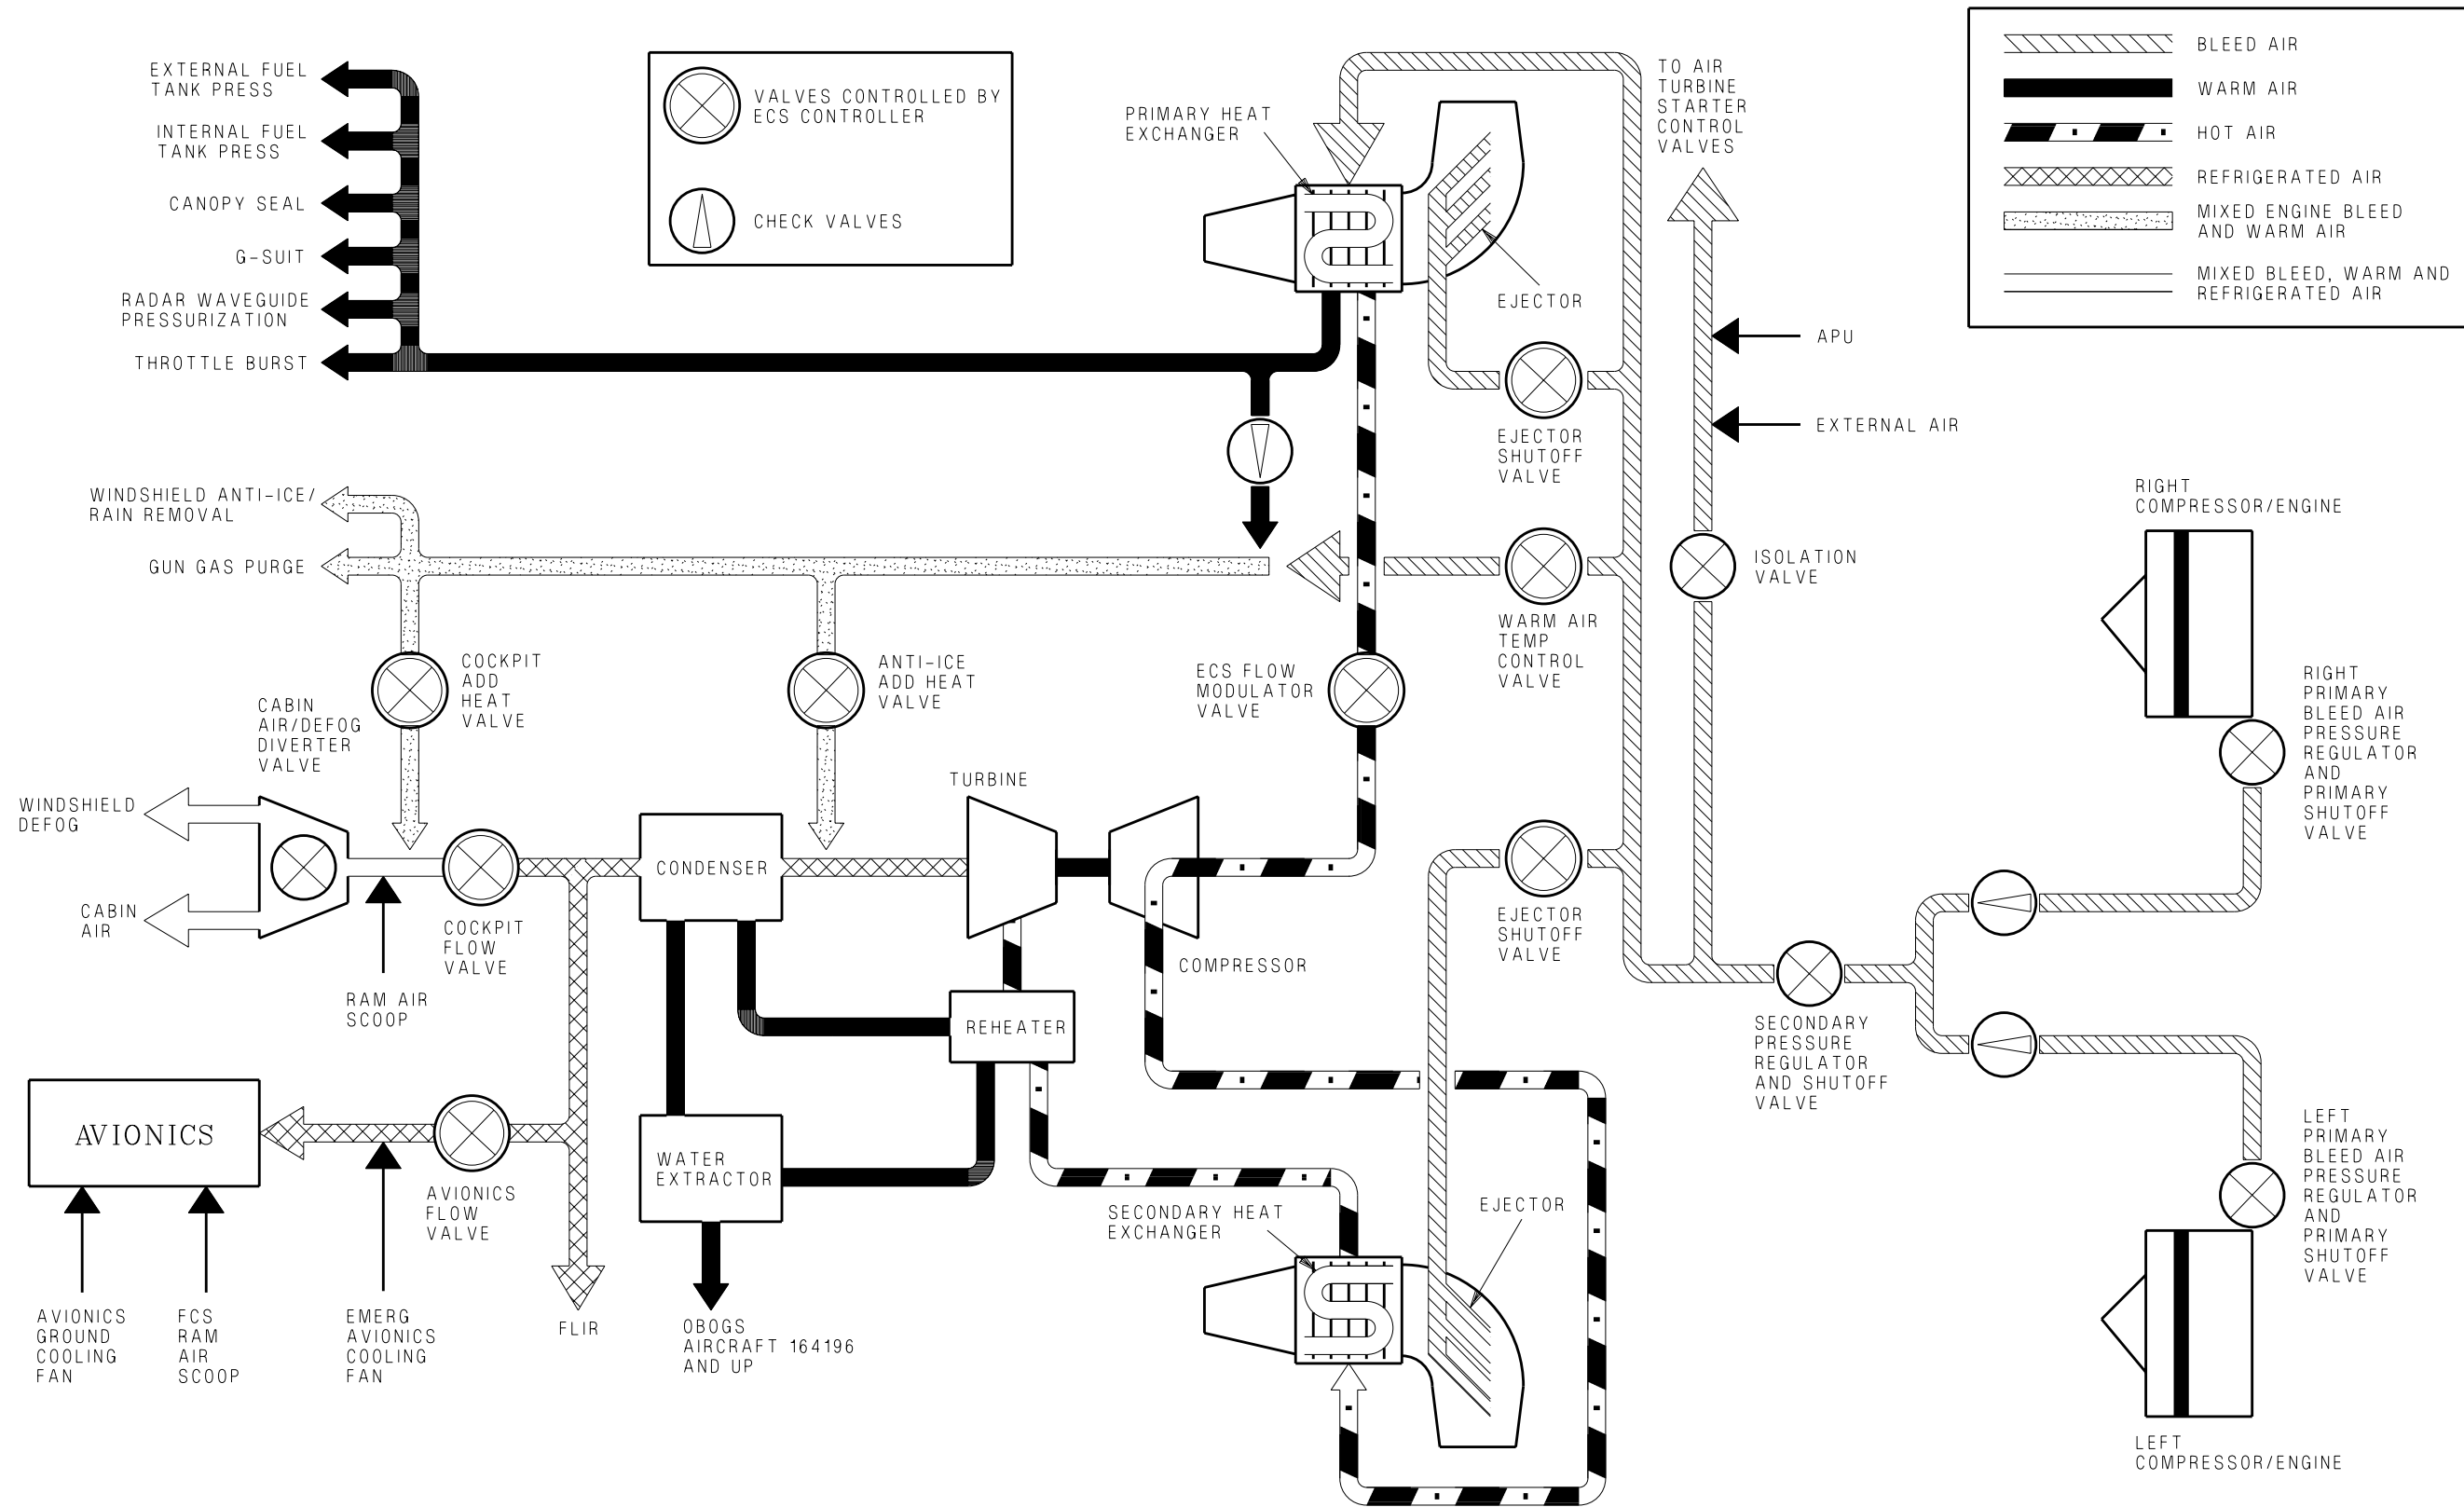 EXTERNAL FUEL
TANK PRESS
INTERNAL FUEL
TANK PRESS
CANOPY SEAL
G-SUIT
RADAR WAVEGUIDE
PRESSURIZATION
THROTTLE BURST
VALVES CONTROLLED BY
ECS CONTROLLER
CHECK VALVES
PRIMARY HEAT
EXCHANGER
EJECTOR
TO AIR
TURBINE
STARTER
CONTROL
VALVES
BLEED AIR
WARM AIR
HOT AIR
REFRIGERATED AIR
MIXED ENGINE BLEED
AND WARM AIR
MIXED BLEED, WARM AND
REFRIGERATED AIR
APU
EXTERNAL AIR
EJECTOR
SHUTOFF
VALVE
WINDSHIELD ANTI-ICE/
RAIN REMOVAL
GUN GAS PURGE
RIGHT
COMPRESSOR/ENGINE
ISOLATION
VALVE
WARM AIR
TEMP
CONTROL
VALVE
COCKPIT
ADD
HEAT
VALVE
ANTI-ICE
ADD HEAT
VALVE
ECS FLOW
MODULATOR
VALVE
RIGHT
PRIMARY
BLEED AIR
PRESSURE
REGULATOR
AND
PRIMARY
SHUTOFF
VALVE
CABIN
AIR/DEFOG
DIVERTER
VALVE
TURBINE
WINDSHIELD
DEFOG
CONDENSER
CABIN
AIR
COCKPIT
FLOW
VALVE
EJECTOR
SHUTOFF
VALVE
COMPRESSOR
RAM AIR
SCOOP
REHEATER
SECONDARY
PRESSURE
REGULATOR
AND SHUTOFF
VALVE
AVIONICS
WATER
EXTRACTOR
AVIONICS
FLOW
VALVE
SECONDARY HEAT
EXCHANGER
EJECTOR
LEFT
PRIMARY
BLEED AIR
PRESSURE
REGULATOR
AND
PRIMARY
SHUTOFF
VALVE
AVIONICS
GROUND
COOLING
FAN
FCS
RAM
AIR
SCOOP
EMERG
AVIONICS
COOLING
FAN
FLIR
OBOGS
AIRCRAFT 164196
AND UP
LEFT
COMPRESSOR/ENGINE